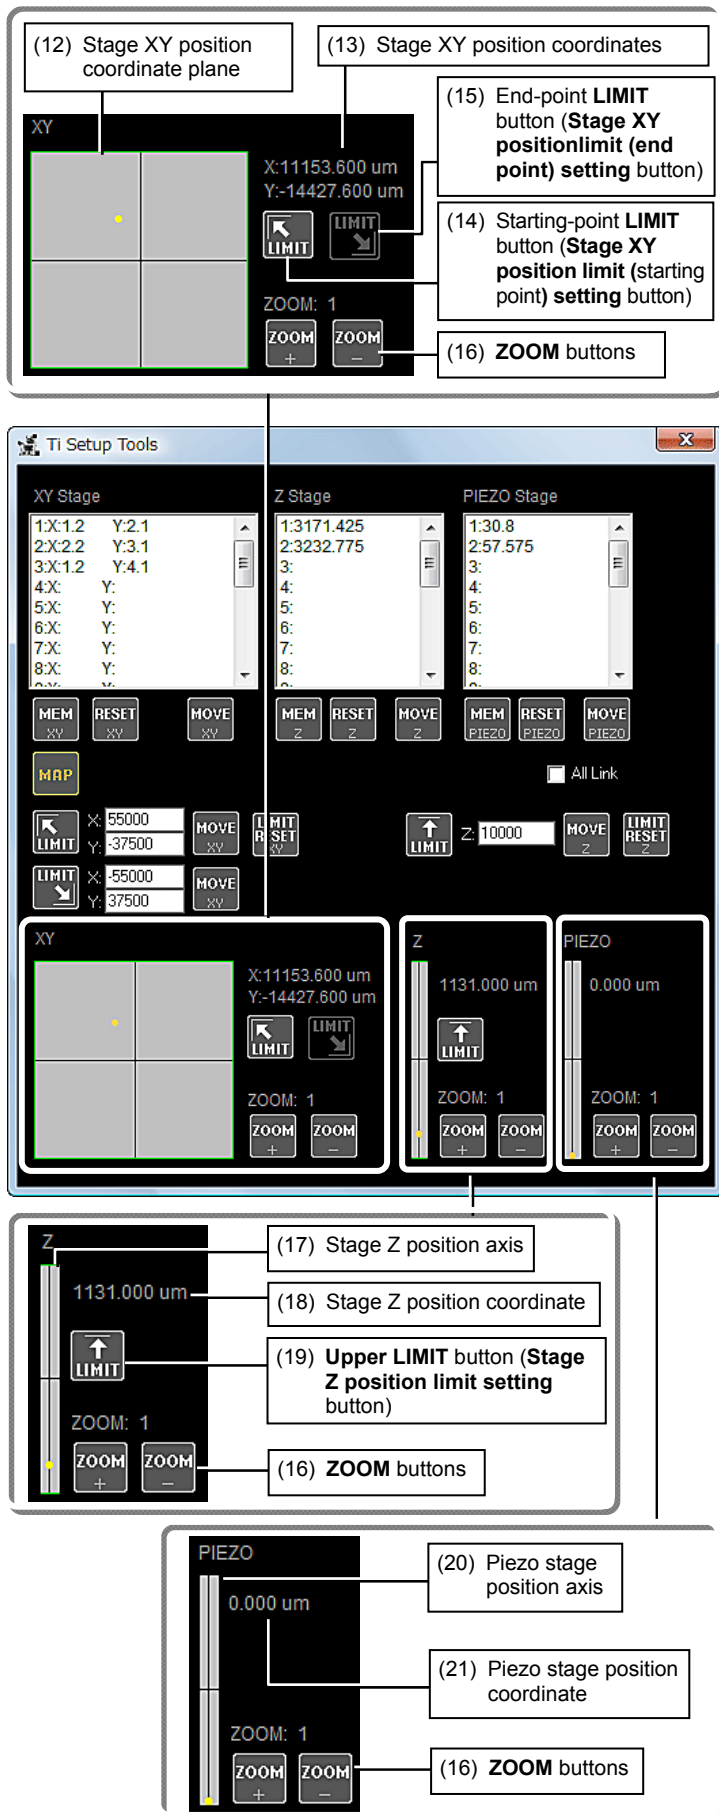 (12) Stage XY position
coordinate plane
(13) Stage XY position coordinates
(15) End-point LIMIT
button (Stage XY
positionlimit (end
point) setting button)
(14) Starting-point LIMIT
button (Stage XY
position limit (starting
point) setting button)
(16) ZOOM buttons
XY
X:11153.600 um
Y:-14427.600 um
LIMIT LIMIT
ZOOM: 1
ZOOM + ZOOM −
Ti Setup Tools
XY Stage
1:X:1.2 Y:2.1
2:X:2.2 Y:3.1
3:X:1.2 Y:4.1
4:X: Y:
5:X: Y:
6:X: Y:
7:X: Y:
8:X: Y:
Z Stage
1:3171.425
2:3232.775
3:
4:
5:
6:
7:
8:
PIEZO Stage
1:30.8
2:57.575
3:
4:
5:
6:
7:
8:
MEM XY RESET XY MOVE XY
MEM Z RESET Z MOVE Z
MEM PIEZO RESET PIEZO MOVE PIEZO
MAP
All Link
LIMIT X: 55000
Y: -37500
MOVE XY LIMIT RESET XY
LIMIT Z: 10000 MOVE Z LIMIT RESET Z
LIMIT X: -55000
Y: 37500
MOVE XY
XY
X:11153.600 um
Y:-14427.600 um
LIMIT LIMIT
ZOOM: 1
ZOOM + ZOOM −
Z
1131.000 um
LIMIT
ZOOM: 1
ZOOM + ZOOM −
PIEZO
0.000 um
ZOOM: 1
ZOOM + ZOOM −
Z
1131.000 um
LIMIT
ZOOM: 1
ZOOM + ZOOM −
(17) Stage Z position axis
(18) Stage Z position coordinate
(19) Upper LIMIT button (Stage
Z position limit setting
button)
(16) ZOOM buttons
PIEZO
0.000 um
ZOOM: 1
ZOOM + ZOOM −
(20) Piezo stage
position axis
(21) Piezo stage position
coordinate
(16) ZOOM buttons